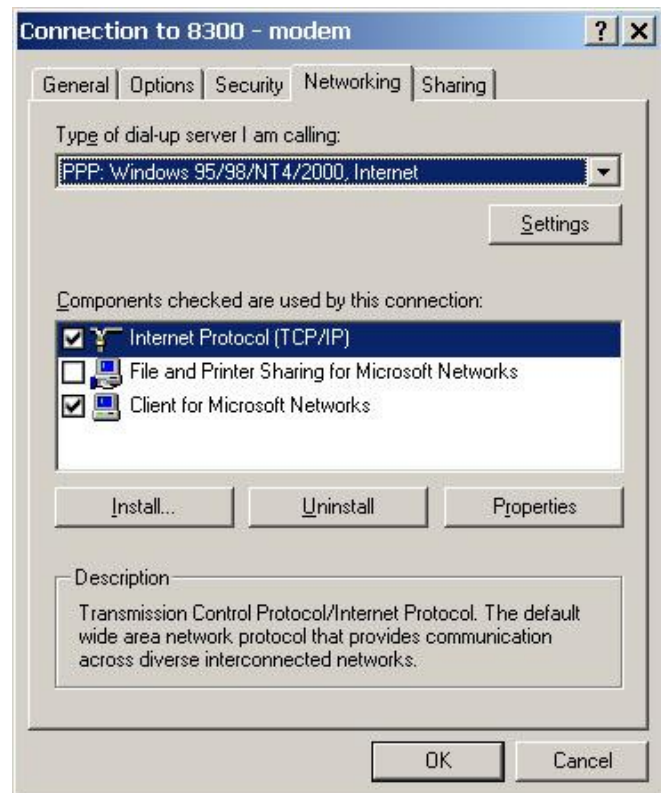 Connection to 8300 - modem
General Options Security Networking Sharing
Type of dial-up server I am calling:
PPP: Windows 95/98/NT4/2000, Internet
Settings
Components checked are used by this connection:
Internet Protocol (TCP/IP)
File and Printer Sharing for Microsoft Networks
Client for Microsoft Networks
Install... Uninstall Properties
Description
Transmission Control Protocol/Internet Protocol. The default
wide area network protocol that provides communication
across diverse interconnected networks.
OK Cancel